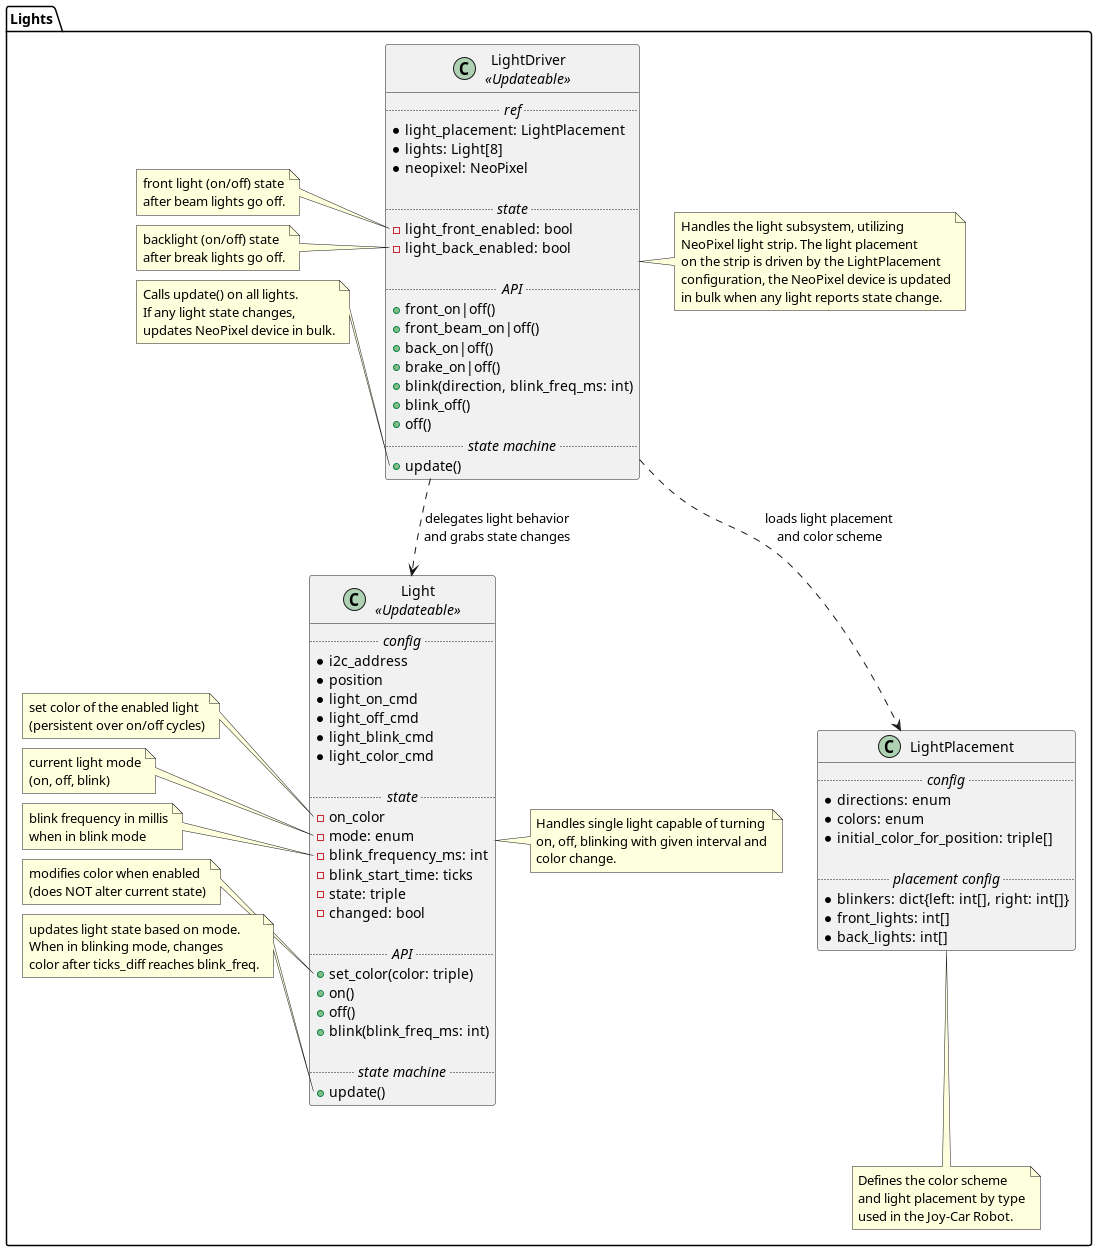 Lights
LightDriver
«Updateable»
ref
light_placement: LightPlacement
lights: Light[8]
neopixel: NeoPixel
state
light_front_enabled: bool
light_back_enabled: bool
API
front_on|off()
front_beam_on|off()
back_on|off()
brake_on|off()
blink(direction, blink_freq_ms: int)
blink_off()
off()
state machine
update()
front light (on/off) state
after beam lights go off.
backlight (on/off) state
after break lights go off.
Calls update() on all lights.
If any light state changes,
updates NeoPixel device in bulk.
Handles the light subsystem, utilizing
NeoPixel light strip. The light placement
on the strip is driven by the LightPlacement
configuration, the NeoPixel device is updated
in bulk when any light reports state change.
delegates light behavior
and grabs state changes
loads light placement
and color scheme
Light
«Updateable»
config
i2c_address
position
light_on_cmd
light_off_cmd
light_blink_cmd
light_color_cmd
state
on_color
mode: enum
blink_frequency_ms: int
blink_start_time: ticks
state: triple
changed: bool
API
set_color(color: triple)
on()
off()
blink(blink_freq_ms: int)
state machine
update()
set color of the enabled light
(persistent over on/off cycles)
current light mode
(on, off, blink)
blink frequency in millis
when in blink mode
modifies color when enabled
(does NOT alter current state)
updates light state based on mode.
When in blinking mode, changes
color after ticks_diff reaches blink_freq.
Handles single light capable of turning
on, off, blinking with given interval and
color change.
LightPlacement
config
directions: enum
colors: enum
initial_color_for_position: triple[]
placement config
blinkers: dict{left: int[], right: int[]}
front_lights: int[]
back_lights: int[]
Defines the color scheme
and light placement by type
used in the Joy-Car Robot.